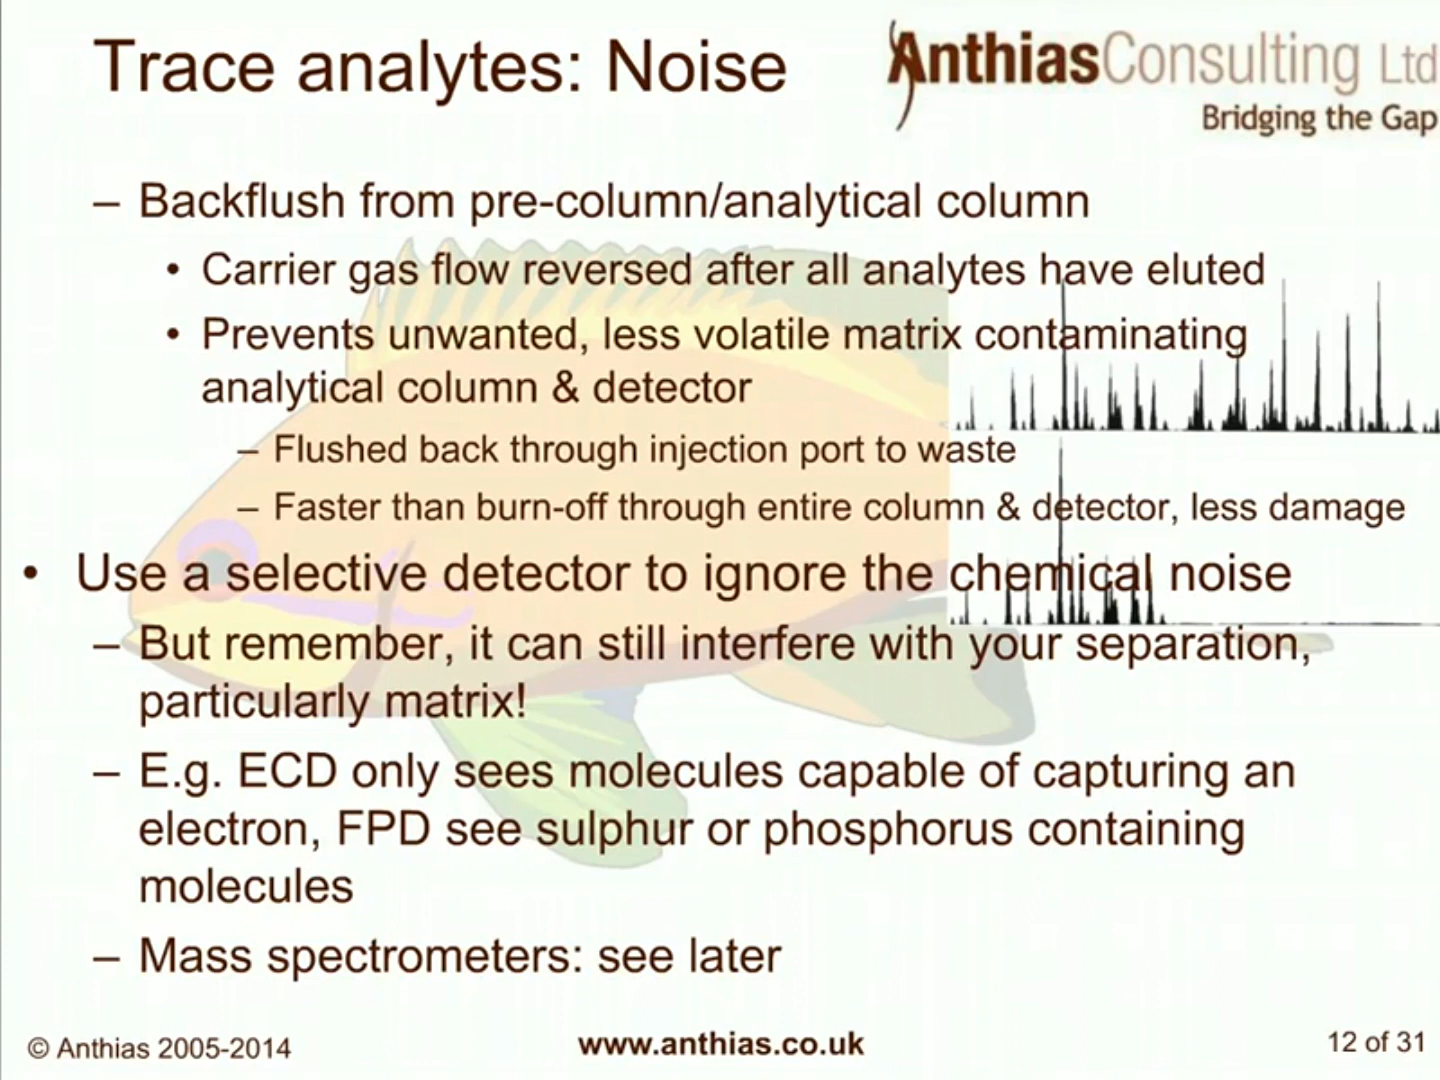 Trace analytes: Noise
AnthiasConsulting Ltd
Bridging the Gap
– Backflush from pre-column/analytical column
• Carrier gas flow reversed after all analytes have eluted
• Prevents unwanted, less volatile matrix contaminating
analytical column & detector
– Flushed back through injection port to waste
– Faster than burn-off through entire column & detector, less damage
• Use a selective detector to ignore the chemical noise
– But remember, it can still interfere with your separation,
particularly matrix!
– E.g. ECD only sees molecules capable of capturing an
electron, FPD see sulphur or phosphorus containing
molecules
– Mass spectrometers: see later
© Anthias 2005-2014
www.anthias.co.uk
12 of 31